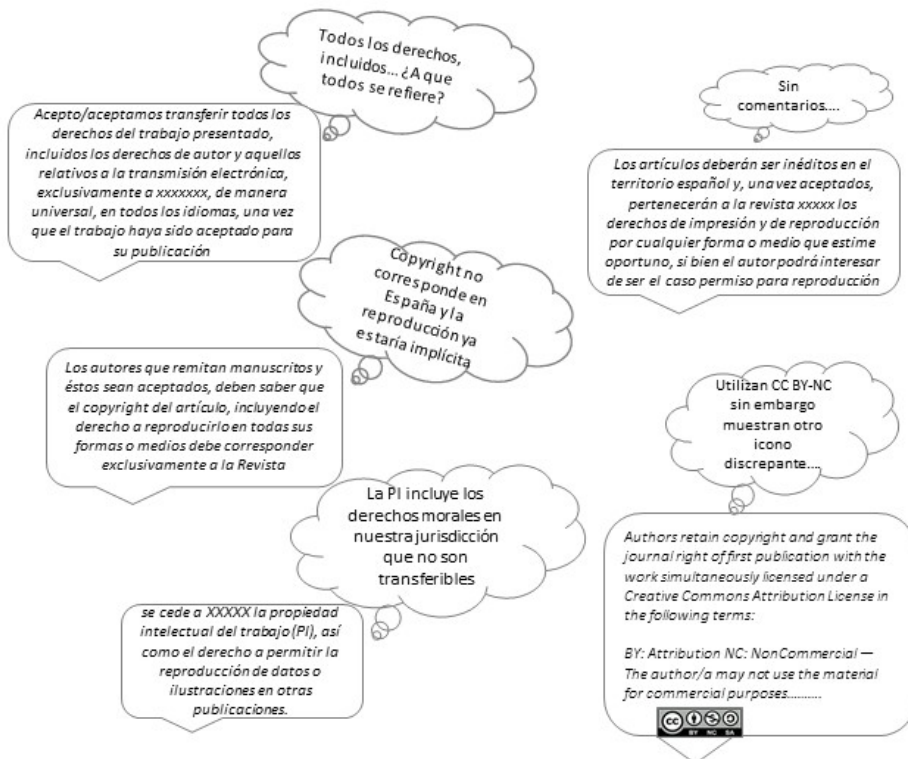 Todos los derechos,
incluidos... ¿A que
todos se refiere?
Acepto/aceptamos transferir todos los
derechos del trabajo presentado,
incluidos los derechos de autor y aquellos
relativos a la transmisión electrónica,
exclusivamente a xxxxxxx, de manera
universal, en todos los idiomas, una vez
que el trabajo haya sido aceptado para
su publicación
Sin
comentarios....
Los artículos deberán ser inéditos en el
territorio español y, una vez aceptados,
pertenecerán a la revista xxxxx los
derechos de impresión y de reproducción
por cualquier forma o medio que estime
oportuno, si bien el autor podrá interesar
de ser el caso permiso para reproducción
Copyright no
corresponde en
España y la
reproducción ya
estaría implícita
Los autores que remitan manuscritos y
éstos sean aceptados, deben saber que
el copyright del artículo, incluyendo el
derecho a reproducirlo en todas sus
formas o medios debe corresponder
exclusivamente a la Revista
Utilizan CC BY-NC
sin embargo
muestran otro
icono
discrepante....
La PI incluye los
derechos morales en
nuestra jurisdicción
que no son
transferibles
se cede a XXXXX la propiedad
intelectual del trabajo (PI), así
como el derecho a permitir la
reproducción de datos o
ilustraciones en otras
publicaciones.
Authors retain copyright and grant the
journal right of first publication with the
work simultaneously licensed under a
Creative Commons Attribution License in
the following terms:
BY: Attribution NC: NonCommercial —
The author/a may not use the material
for commercial purposes..........
cc
BY NC SA